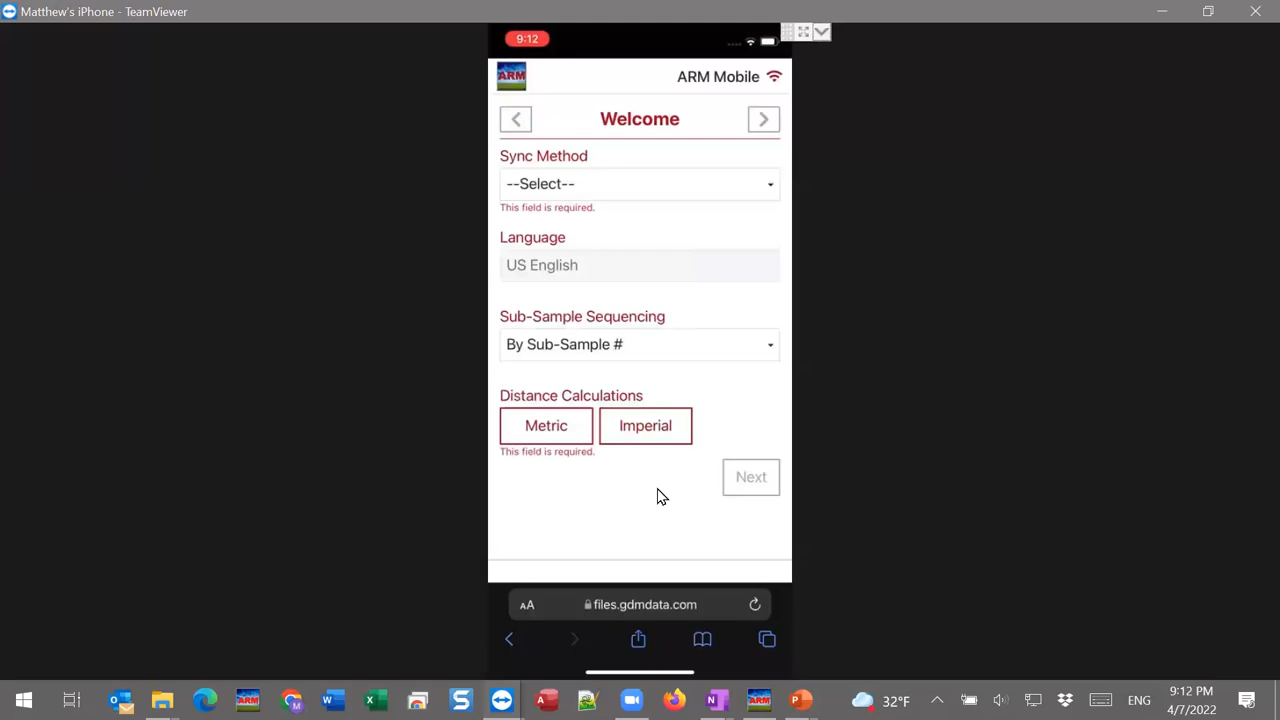 Matthew's iPhone - TeamViewer
9:12
ARM
ARM Mobile
Welcome
Sync Method
--Select--
This field is required.
Language
US English
Sub-Sample Sequencing
By Sub-Sample #
Distance Calculations
Metric
Imperial
This field is required.
Next
AA
files.gdmdata.com
32°F
ENG
9:12 PM
4/7/2022